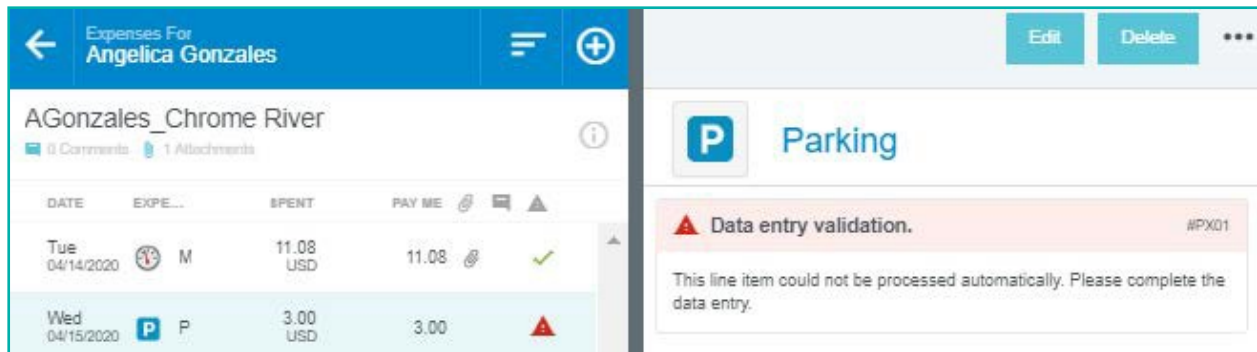 Expenses For
Angelica Gonzales
AGonzales_Chrome River
0 Comments 1 Attachments
DATE EXPE... SPENT PAY ME
Tue
04/14/2020 M 11.08
USD 11.08
Wed
04/15/2020 P P 3.00
USD 3.00
Edit Delete •••
P Parking
Data entry validation. #PX01
This line item could not be processed automatically. Please complete the
data entry.